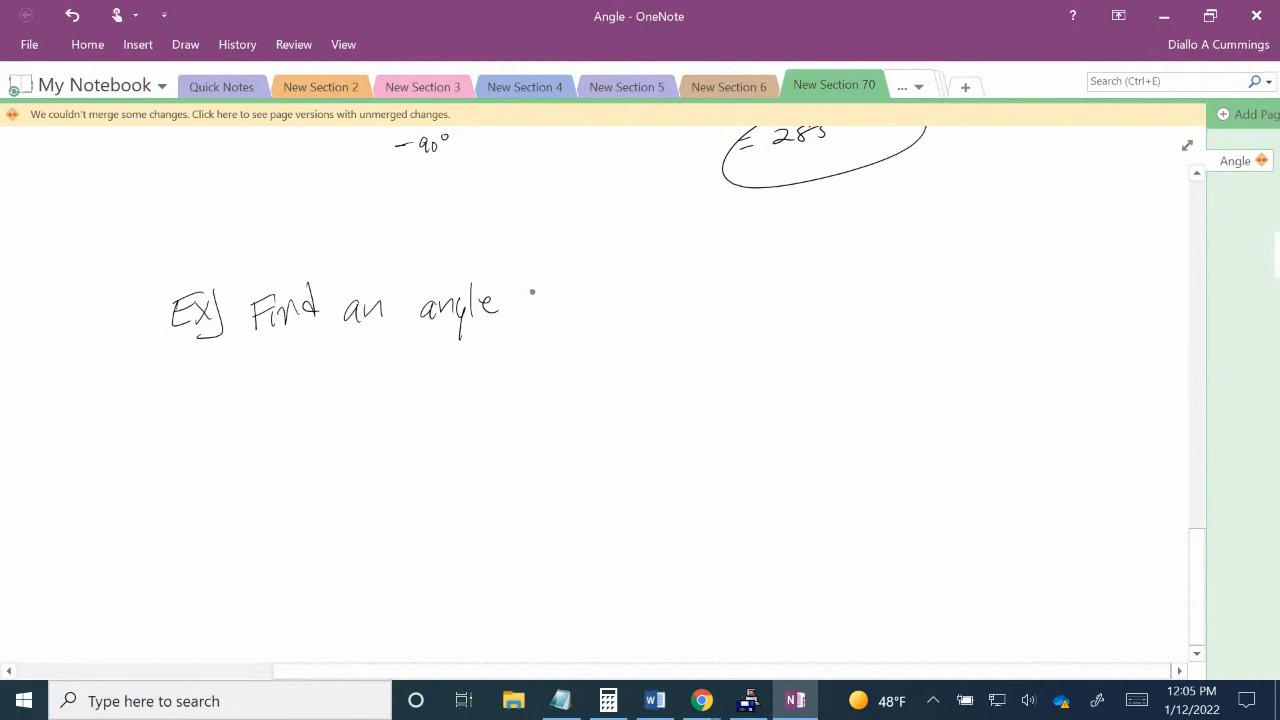 Angle - OneNote
?
File Home Insert Draw History Review View
Diallo A Cummings
My Notebook
Quick Notes
New Section 2
New Section 3
New Section 4
New Section 5
New Section 6
New Section 70
...
Search (Ctrl+E)
We couldn't merge some changes. Click here to see page versions with unmerged changes.
Add Pag
Angle
-90°
= 285
Ex] Find an angle
Type here to search
48°F
12:05 PM
1/12/2022